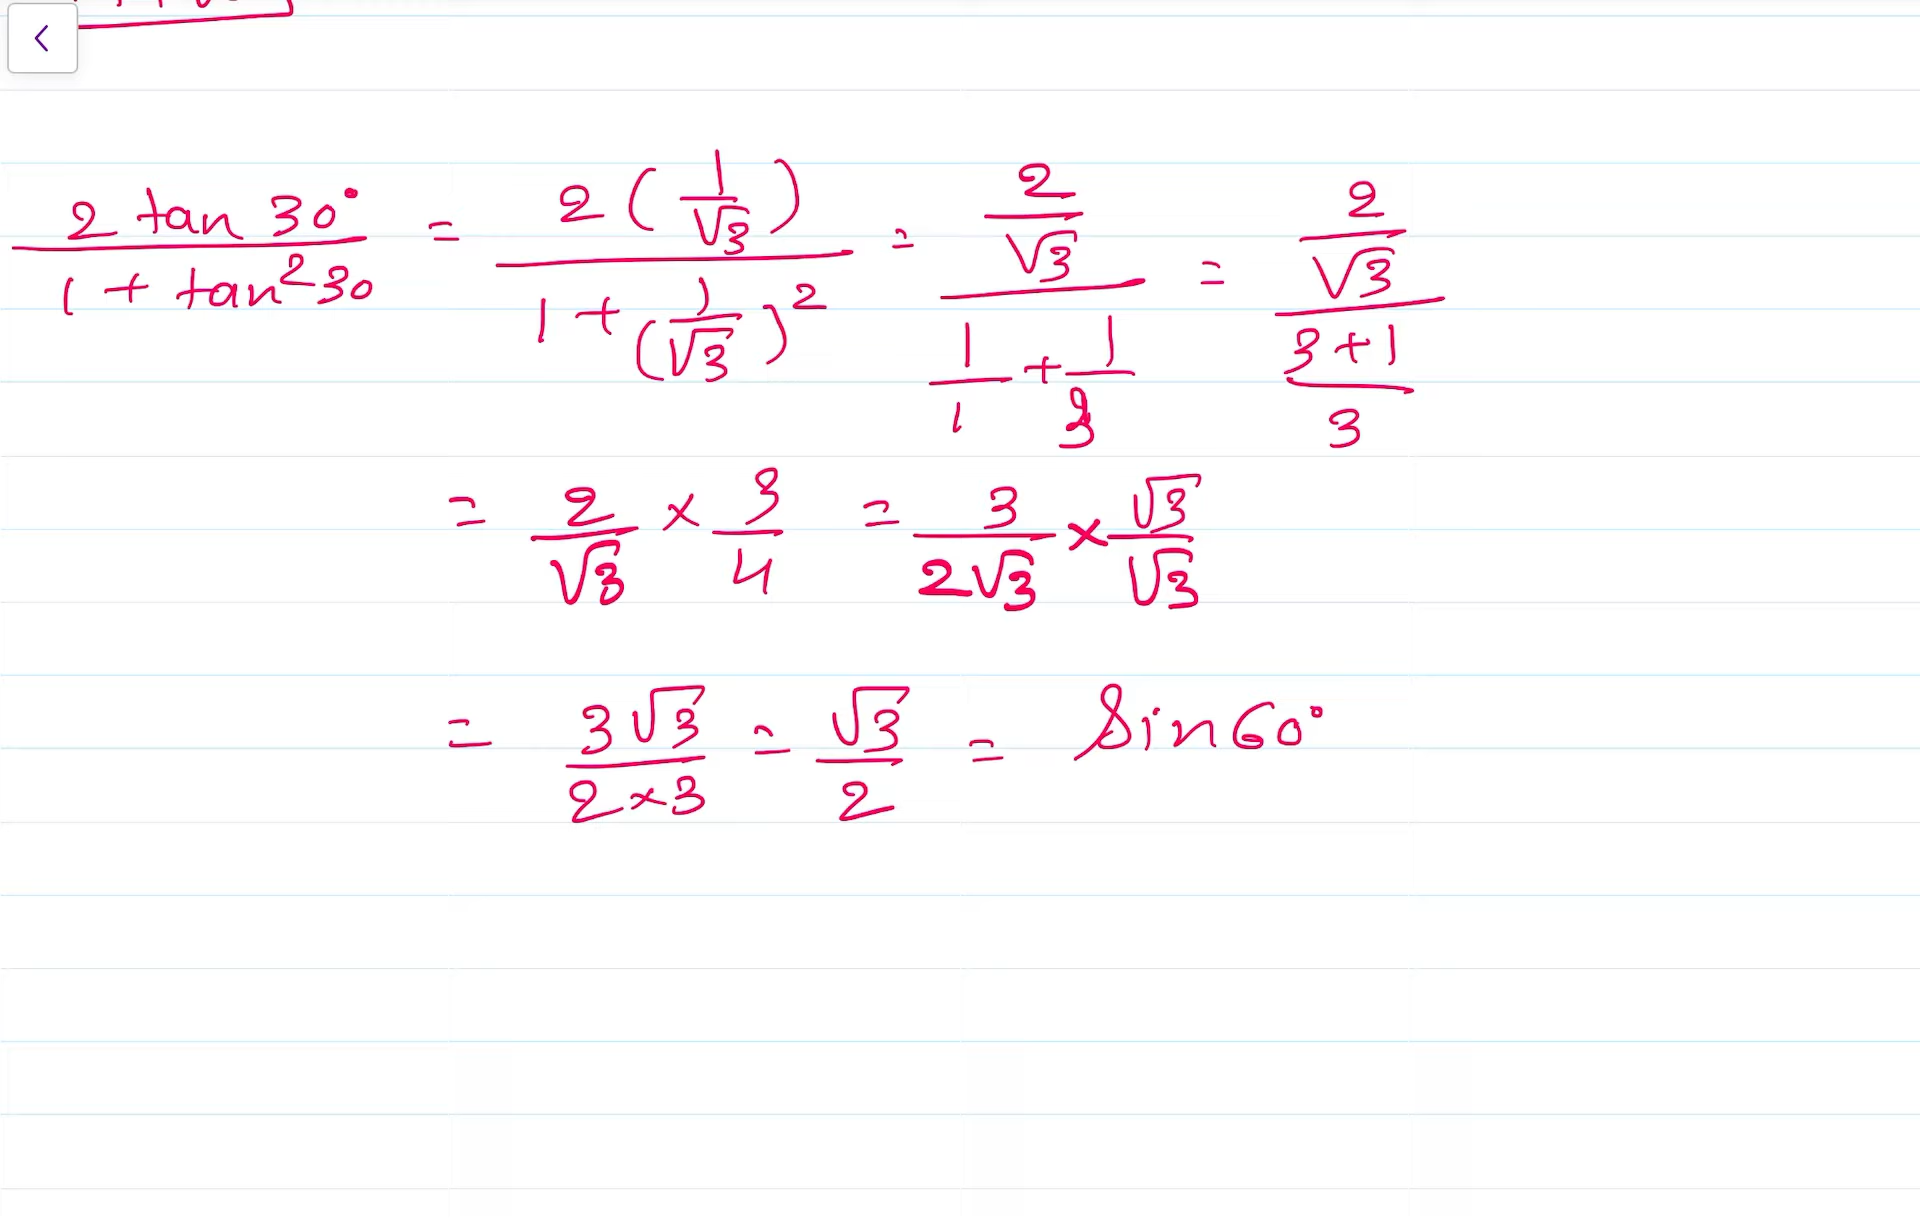 2 tan 30° / 1 + tan²30 = 2 (1/√3) / 1 + (1/√3)² = 2/√3 / 1/1 + 1/3 = 2/√3 / 3+1/3
= 2/√3 × 3/4 = 3/2√3 × √3/√3
= 3√3/2×3 = √3/2 = Sin60°